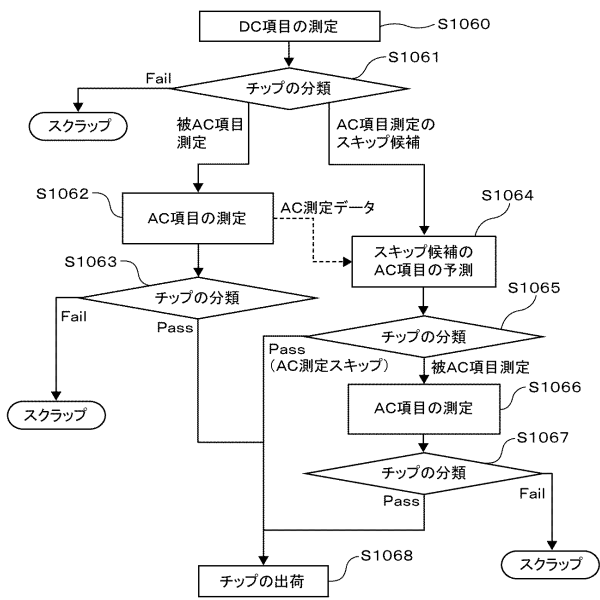 DC項目の測定
S1060
S1061
Fail
チップの分類
スクラップ
被AC項目
測定
AC項目測定の
スキップ候補
S1062
AC項目の測定
AC測定データ
S1064
スキップ候補の
AC項目の予測
S1063
チップの分類
Fail
Pass
S1065
チップの分類
Pass
(AC測定スキップ)
被AC項目測定
S1066
AC項目の測定
スクラップ
S1067
チップの分類
Pass
Fail
スクラップ
S1068
チップの出荷